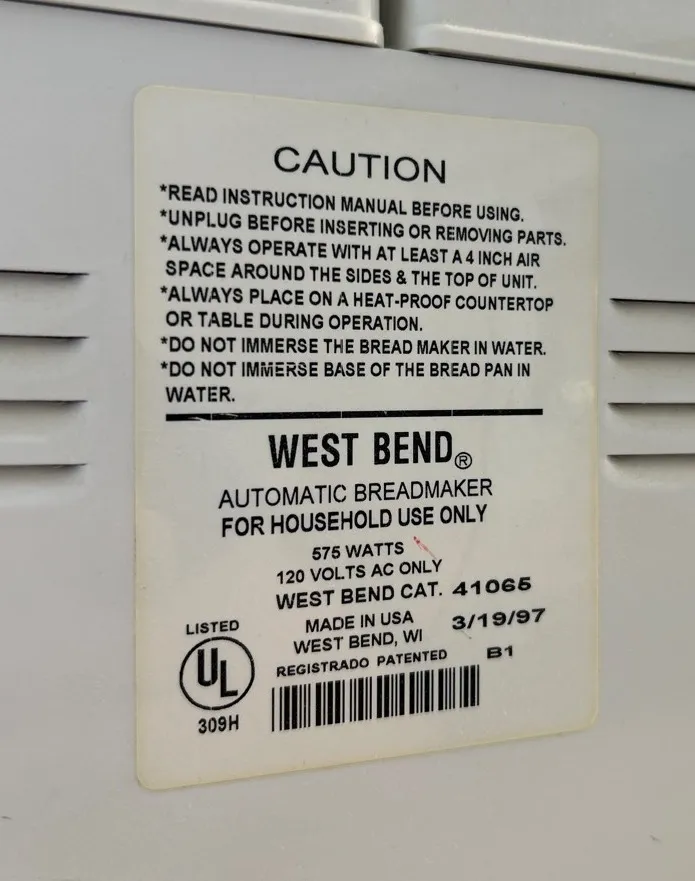 CAUTION
*READ INSTRUCTION MANUAL BEFORE USING.
*UNPLUG BEFORE INSERTING OR REMOVING PARTS.
*ALWAYS OPERATE WITH AT LEAST A 4 INCH AIR
SPACE AROUND THE SIDES & THE TOP OF UNIT.
*ALWAYS PLACE ON A HEAT-PROOF COUNTERTOP
OR TABLE DURING OPERATION.
*DO NOT IMMERSE THE BREAD MAKER IN WATER.
*DO NOT IMMERSE BASE OF THE BREAD PAN IN
WATER.
WEST BEND®
AUTOMATIC BREADMAKER
FOR HOUSEHOLD USE ONLY
575 WATTS
120 VOLTS AC ONLY
WEST BEND CAT. 41065
MADE IN USA 3/19/97
WEST BEND, WI
REGISTRADO PATENTED B1
LISTED
UL
309H